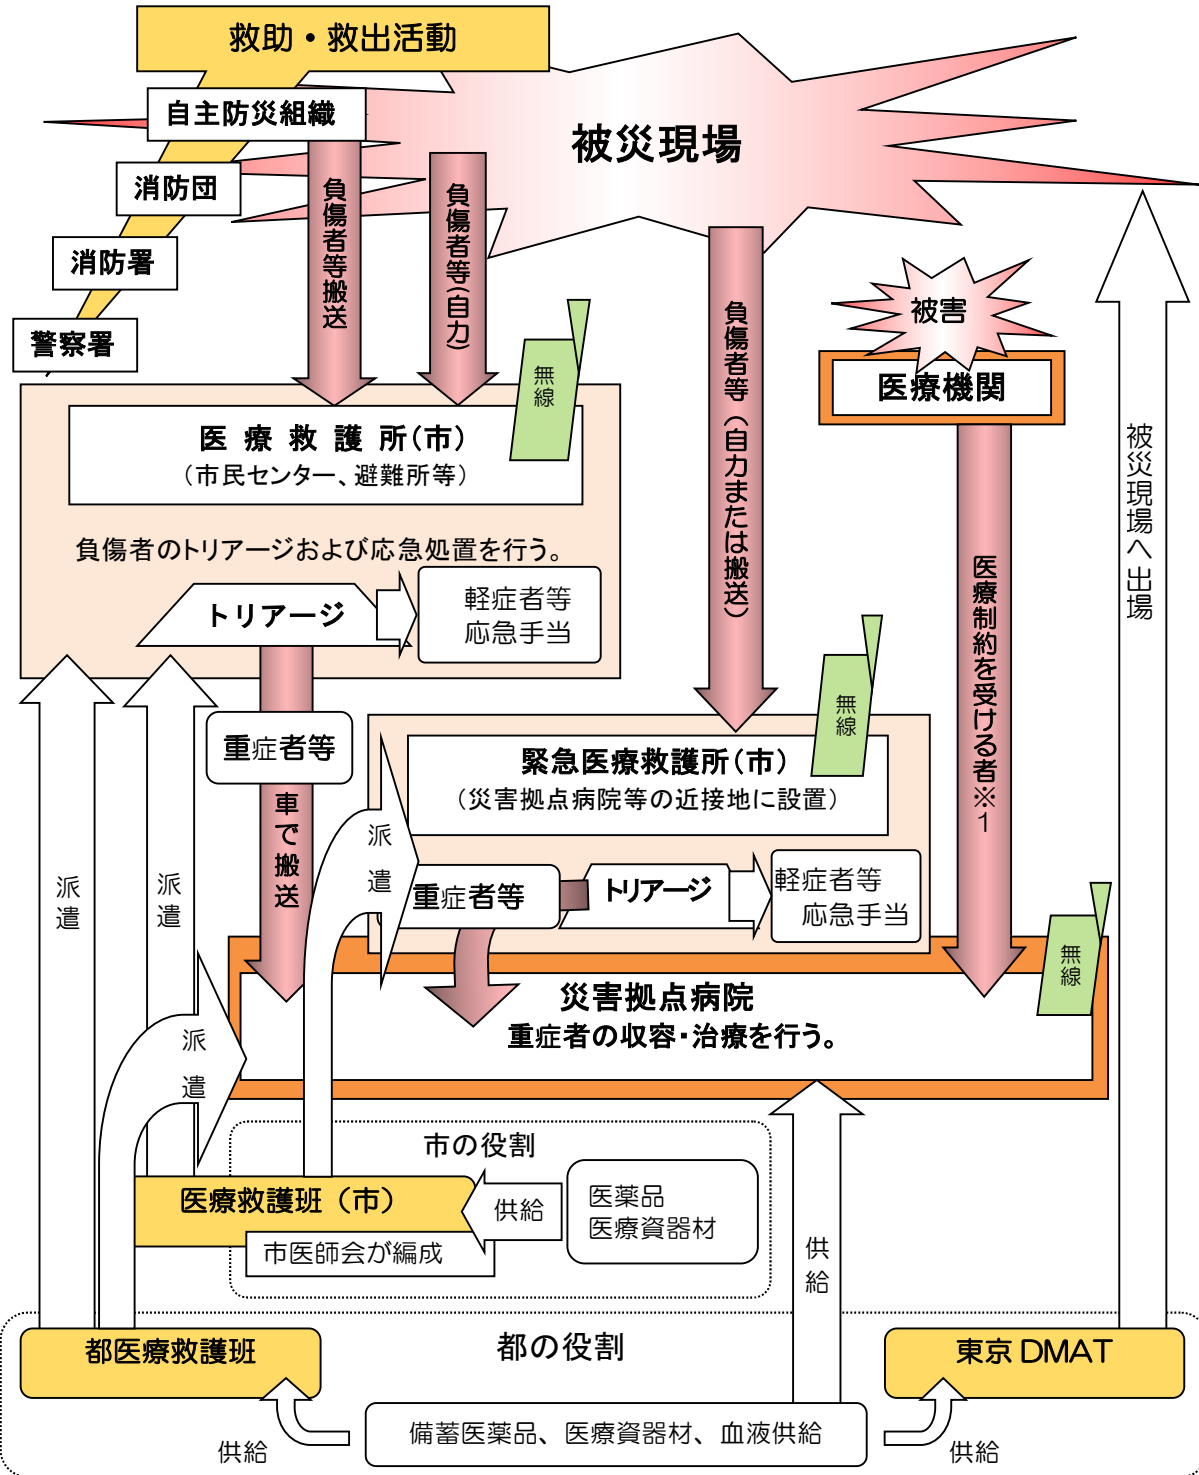 救助・救出活動
自主防災組織
消防団
消防署
警察署
被災現場
負傷者等搬送
負傷者等(自力)
負傷者等（自力または搬送）
被害
医療機関
無線
医療救護所(市)
（市民センター、避難所等）
負傷者のトリアージおよび応急処置を行う。
トリアージ
軽症者等
応急手当
被災現場へ出場
医療制約を受ける者※1
重症者等
車で搬送
無線
緊急医療救護所(市)
（災害拠点病院等の近接地に設置）
派遣
重症者等
トリアージ
軽症者等
応急手当
派遣
派遣
無線
災害拠点病院
重症者の収容・治療を行う。
派遣
市の役割
医療救護班（市）
市医師会が編成
供給
医薬品
医療資器材
供給
都の役割
都医療救護班
東京DMAT
備蓄医薬品、医療資器材、血液供給
供給
供給